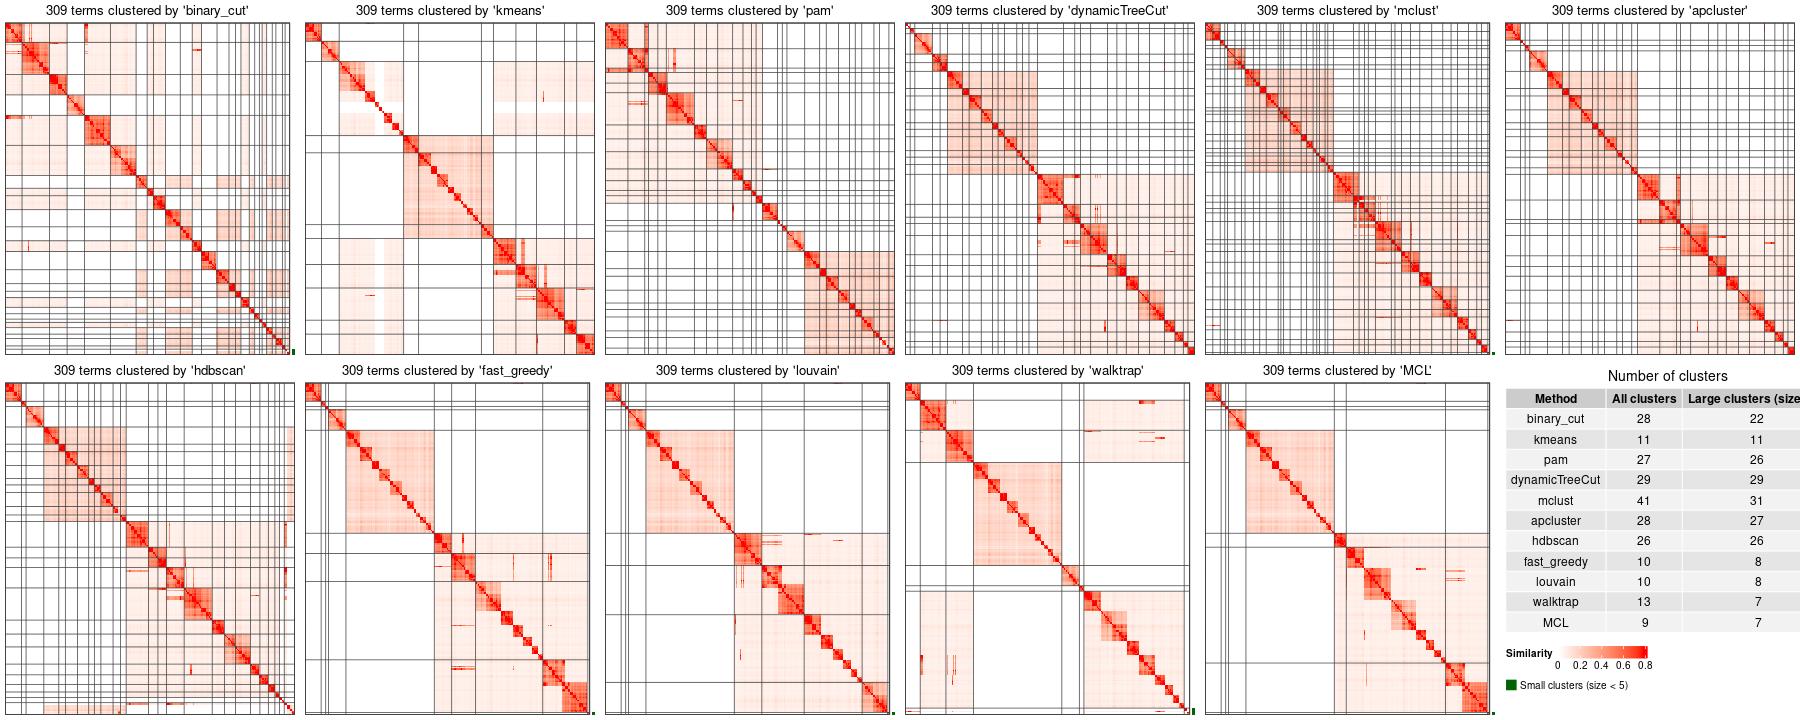 309 terms clustered by 'binary_cut'
309 terms clustered by 'kmeans'
309 terms clustered by 'pam'
309 terms clustered by 'dynamicTreeCut'
309 terms clustered by 'mclust'
309 terms clustered by 'apcluster'
309 terms clustered by 'hdbscan'
309 terms clustered by 'fast_greedy'
309 terms clustered by 'louvain'
309 terms clustered by 'walktrap'
309 terms clustered by 'MCL'
Number of clusters
Method All clusters Large clusters (size
binary_cut 28 22
kmeans 11 11
pam 27 26
dynamicTreeCut 29 29
mclust 41 31
apcluster 28 27
hdbscan 26 26
fast_greedy 10 8
louvain 10 8
walktrap 13 7
MCL 9 7
Similarity
0 0.2 0.4 0.6 0.8
Small clusters (size < 5)